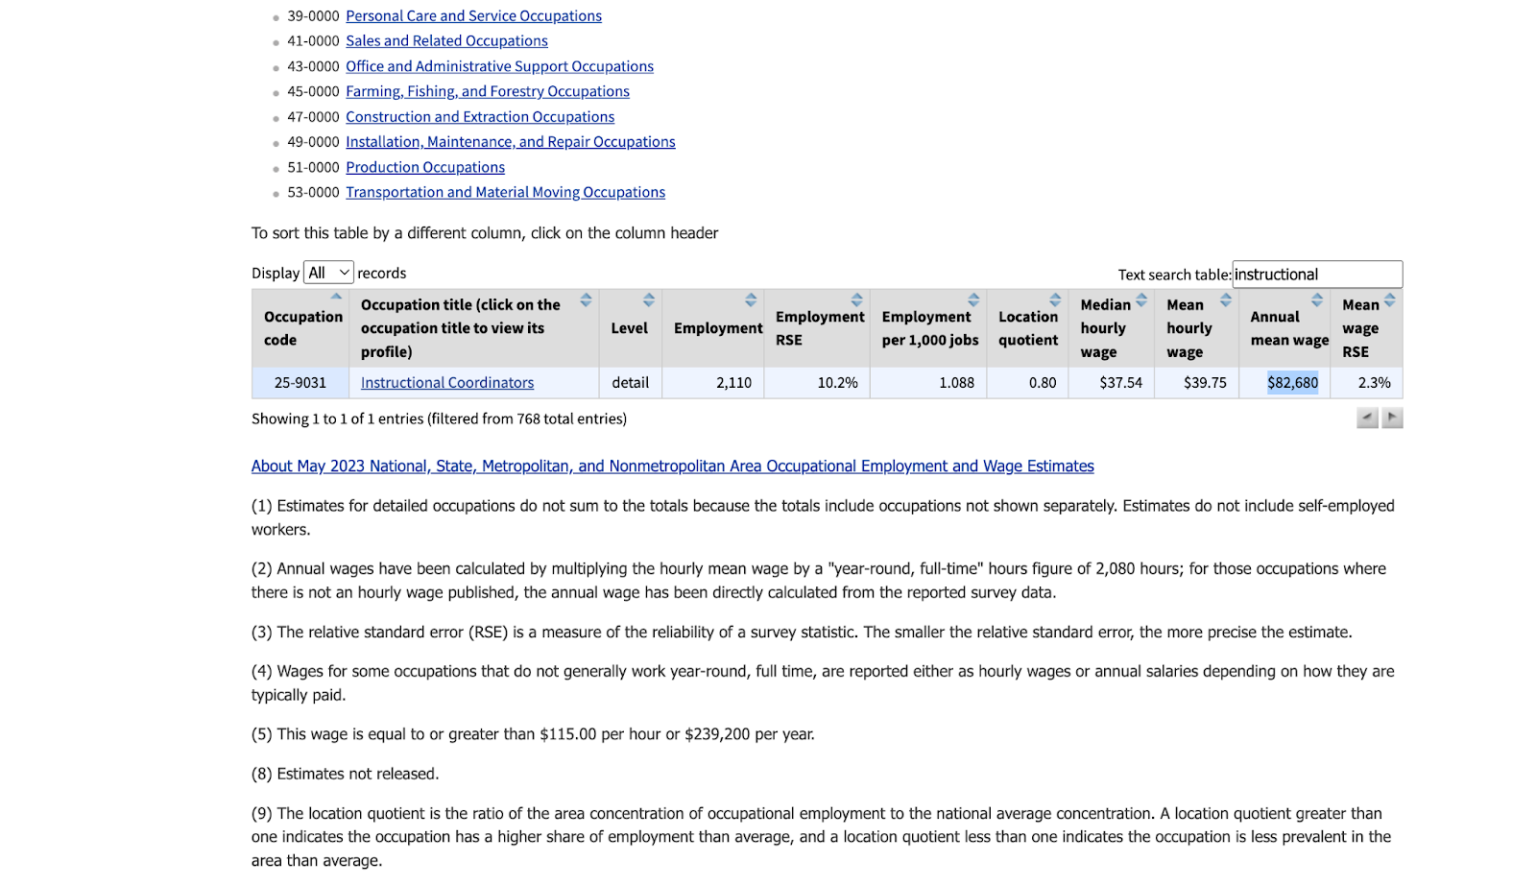 39-0000 Personal Care and Service Occupations
41-0000 Sales and Related Occupations
43-0000 Office and Administrative Support Occupations
45-0000 Farming, Fishing, and Forestry Occupations
47-0000 Construction and Extraction Occupations
49-0000 Installation, Maintenance, and Repair Occupations
51-0000 Production Occupations
53-0000 Transportation and Material Moving Occupations
To sort this table by a different column, click on the column header
Display All records
Text search table: instructional
Occupation code
Occupation title (click on the occupation title to view its profile)
Level
Employment
Employment RSE
Employment per 1,000 jobs
Location quotient
Median hourly wage
Mean hourly wage
Annual mean wage
Mean wage RSE
25-9031 Instructional Coordinators detail 2,110 10.2% 1.088 0.80 $37.54 $39.75 $82,680 2.3%
Showing 1 to 1 of 1 entries (filtered from 768 total entries)
About May 2023 National, State, Metropolitan, and Nonmetropolitan Area Occupational Employment and Wage Estimates
(1) Estimates for detailed occupations do not sum to the totals because the totals include occupations not shown separately. Estimates do not include self-employed
workers.
(2) Annual wages have been calculated by multiplying the hourly mean wage by a "year-round, full-time" hours figure of 2,080 hours; for those occupations where
there is not an hourly wage published, the annual wage has been directly calculated from the reported survey data.
(3) The relative standard error (RSE) is a measure of the reliability of a survey statistic. The smaller the relative standard error, the more precise the estimate.
(4) Wages for some occupations that do not generally work year-round, full time, are reported either as hourly wages or annual salaries depending on how they are
typically paid.
(5) This wage is equal to or greater than $115.00 per hour or $239,200 per year.
(8) Estimates not released.
(9) The location quotient is the ratio of the area concentration of occupational employment to the national average concentration. A location quotient greater than
one indicates the occupation has a higher share of employment than average, and a location quotient less than one indicates the occupation is less prevalent in the
area than average.